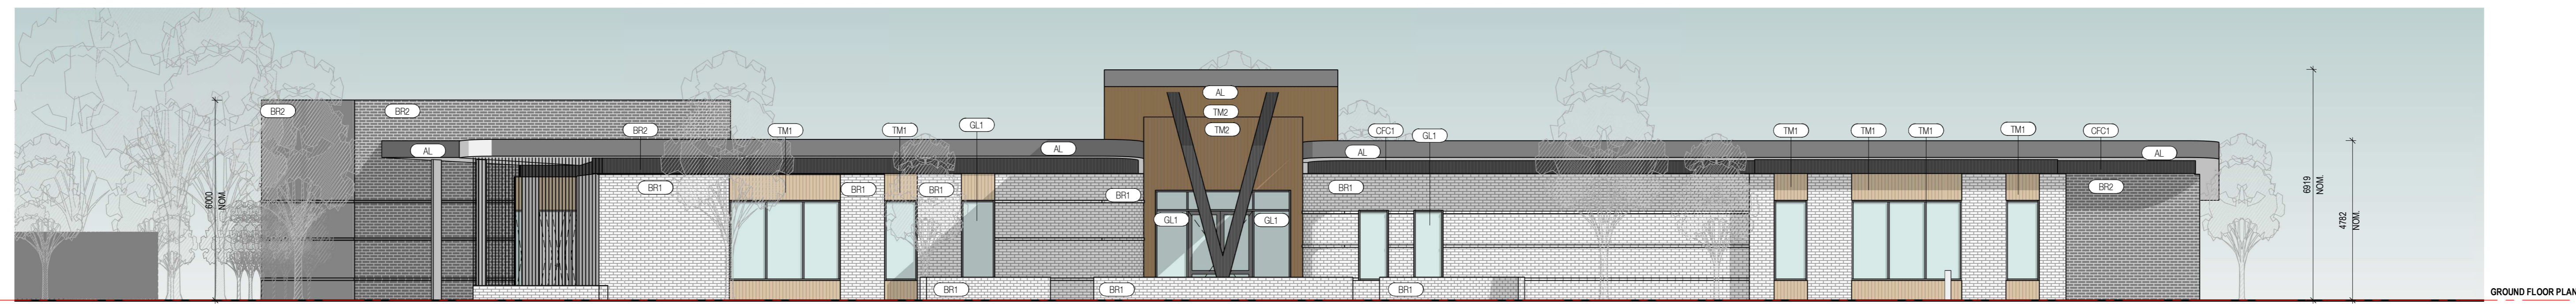 AL
TM2
TM2
BR2
BR2
BR2
TM1
TM1
GL1
CFC1
GL1
TM1
TM1
TM1
TM1
CFC1
AL
AL
AL
AL
BR1
BR1
BR1
BR1
BR1
BR2
GL1
GL1
6000
NOM.
6919
NOM.
4782
NOM.
BR1
BR1
BR1
GROUND FLOOR PLAN